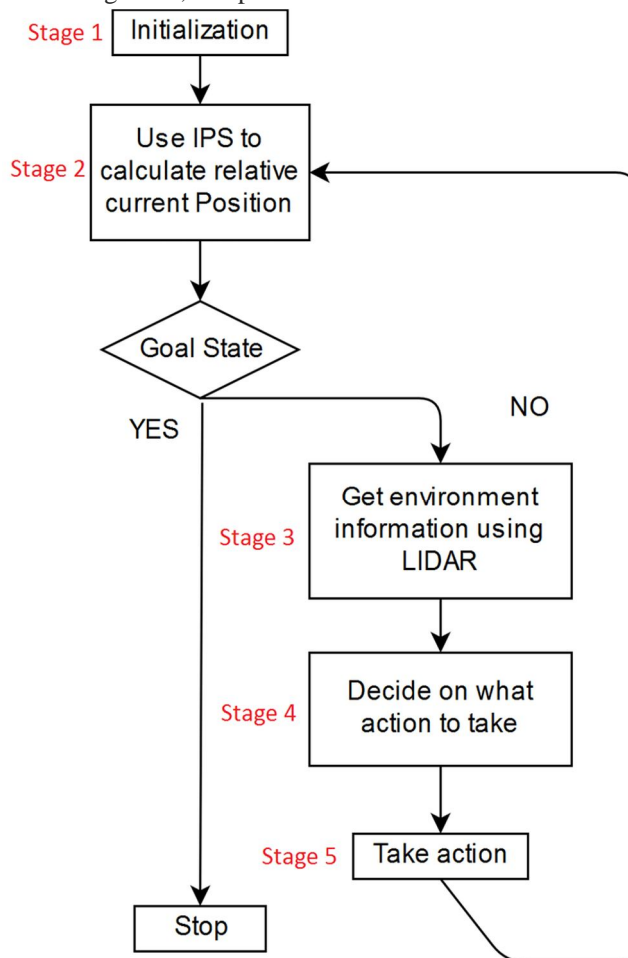 Stage 1
Initialization
Stage 2
Use IPS to
calculate relative
current Position
Goal State
YES
NO
Stage 3
Get environment
information using
LIDAR
Stage 4
Decide on what
action to take
Stage 5
Take action
Stop